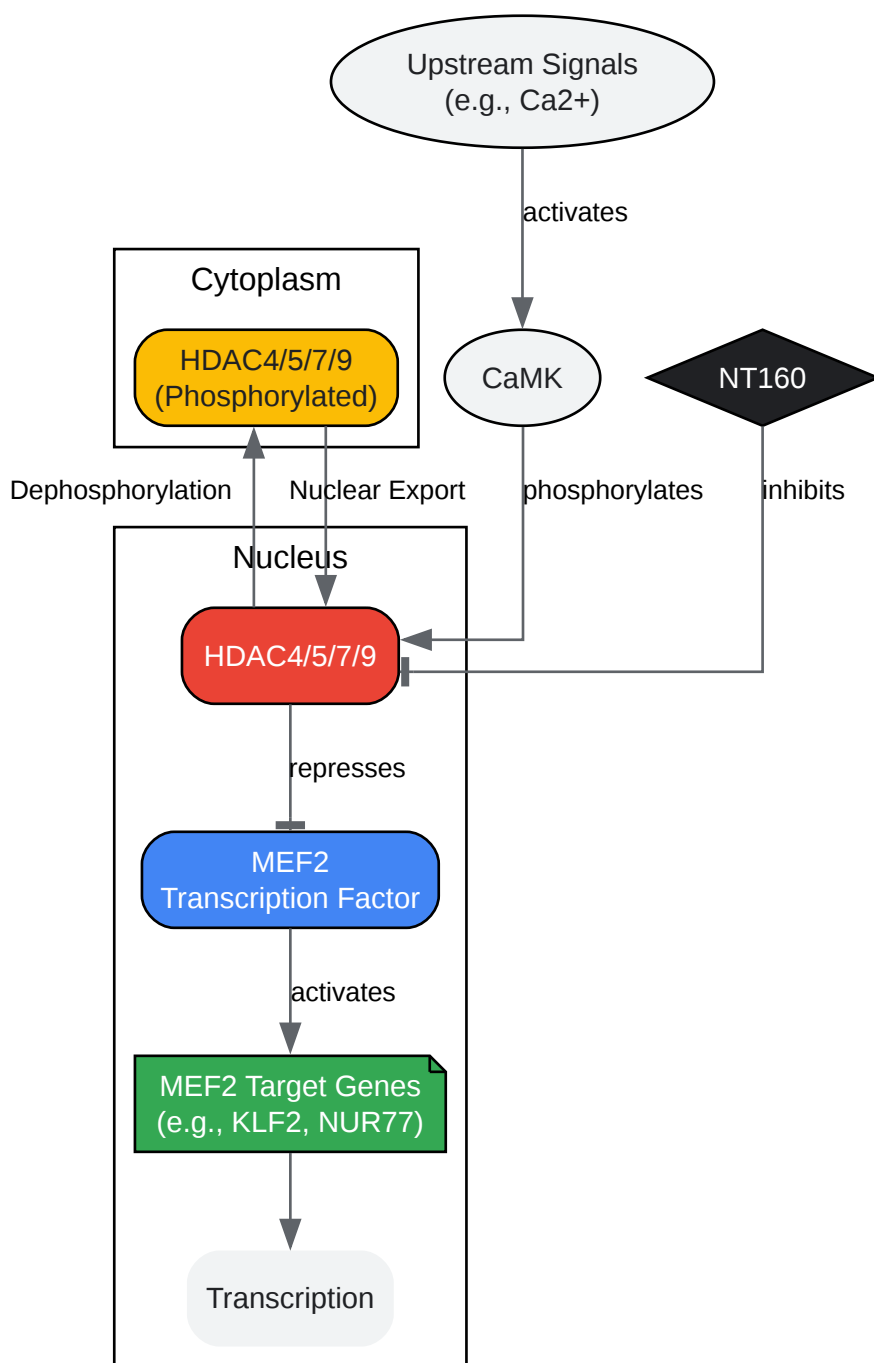 Upstream Signals
(e.g., Ca2+)
activates
Cytoplasm
HDAC4/5/7/9
(Phosphorylated)
CaMK
NT160
Dephosphorylation
Nuclear Export
phosphorylates
inhibits
Nucleus
HDAC4/5/7/9
represses
MEF2
Transcription Factor
activates
MEF2 Target Genes
(e.g., KLF2, NUR77)
Transcription